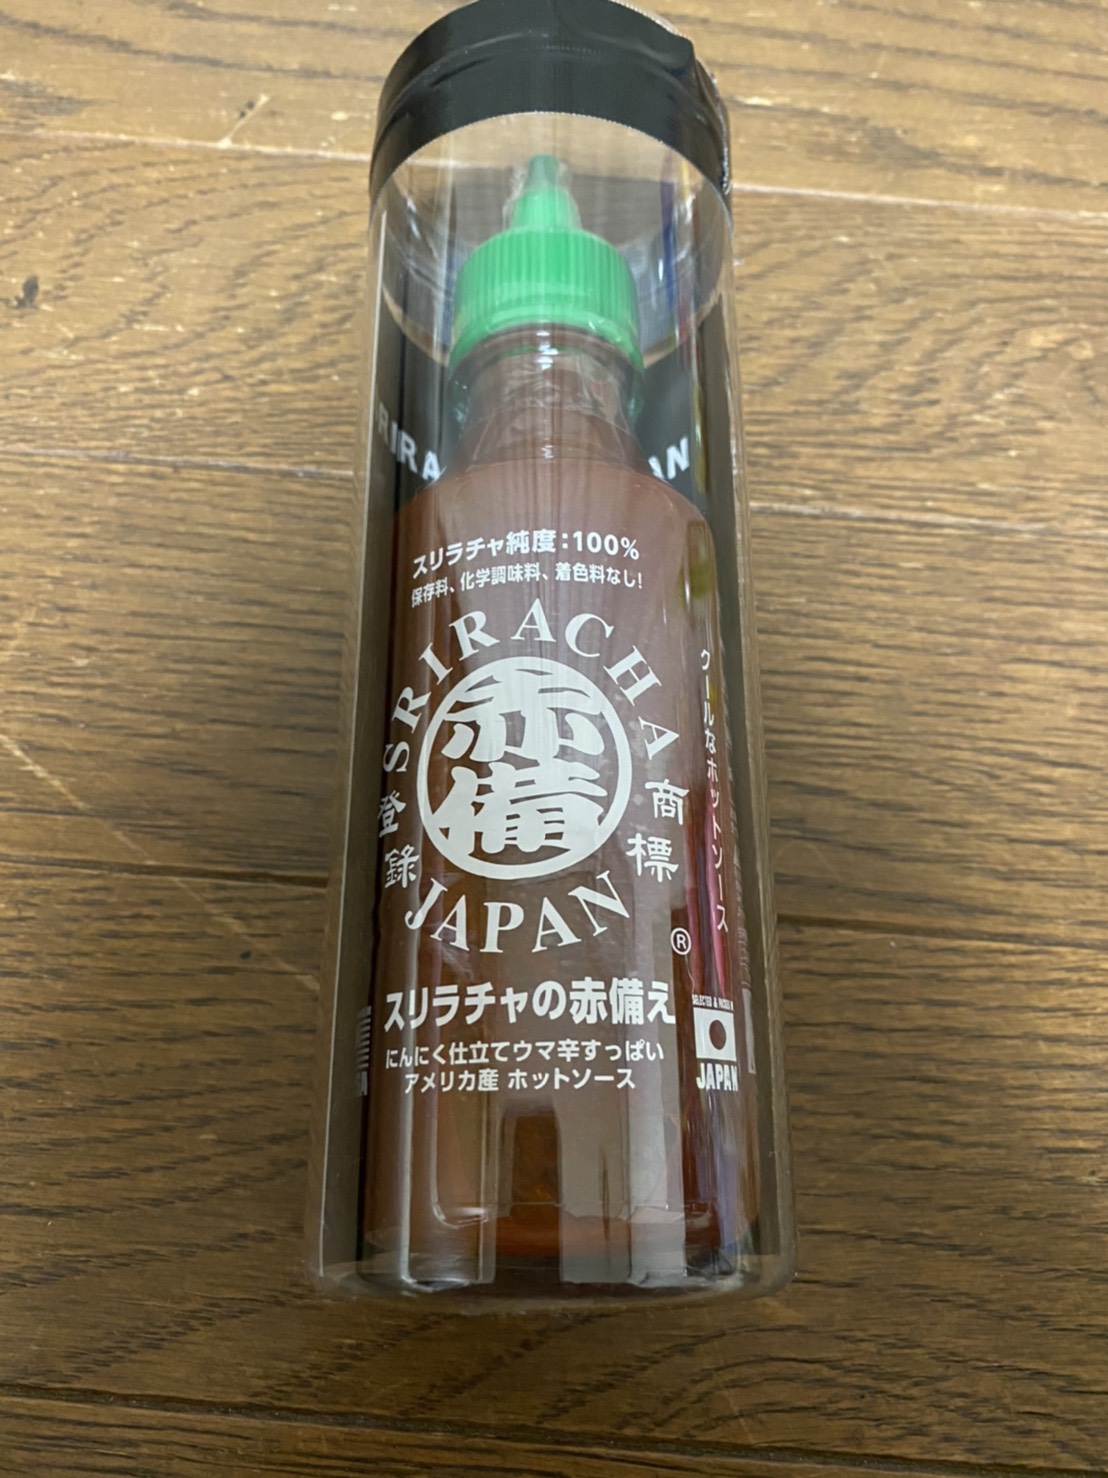 スリラチャ純度:100%
保存料、化学調味料、着色料なし!
SRIRACHA
赤備
登録
商標
JAPAN
®
スリラチャの赤備え
にんにく仕立てウマ辛すっぱい
アメリカ産 ホットソース
クールなホットソース
JAPAN